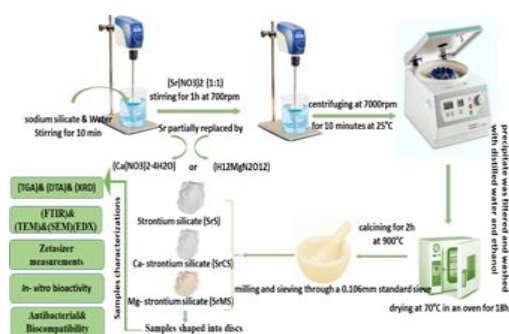 (Sr(NO3)2 (1:1)
stirring for 1h at 700rpm
sodium silicate & Water
Stirring for 10 min
Sr partially replaced by
(Ca(NO3)2·4H2O)
or
(H12MgN2O12)
centrifuging at 7000rpm
for 10 minutes at 25°C
precipitate was filtered and washed
with distilled water and ethanol
drying at 70°C in an oven for 18h
calcining for 2h
at 900°C
milling and sieving through a 0.106mm standard sieve
Strontium silicate (SrS)
Ca- strontium silicate (SrCS)
Mg- strontium silicate (SrMS)
Samples shaped into discs
Samples characterizations
(TGA)& (DTA)& (XRD)
(FTIR)&
(TEM)&(SEM)(EDX)
Zetasizer
measurements
In- vitro bioactivity
Antibacterial&
Biocompatibility